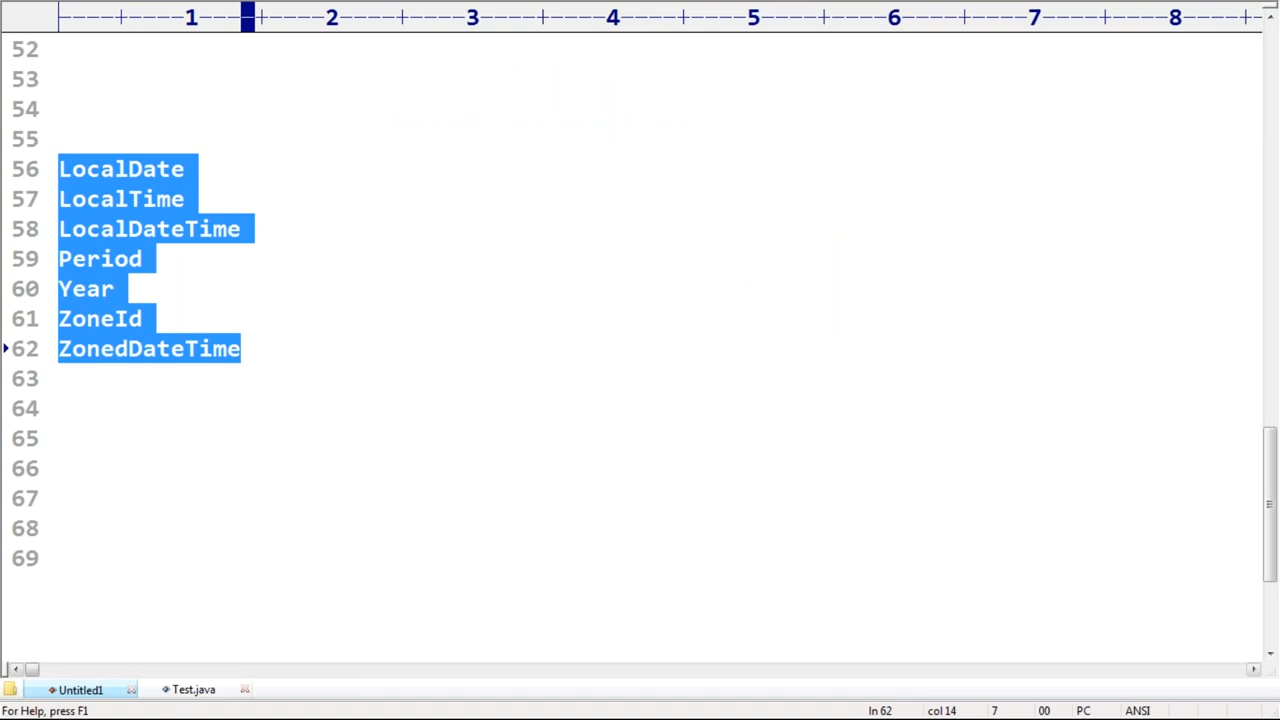 1 2 3 4 5 6 7 8
52
53
54
55
56 LocalDate
57 LocalTime
58 LocalDateTime
59 Period
60 Year
61 ZoneId
62 ZonedDateTime
63
64
65
66
67
68
69
Untitled1 Test.java
For Help, press F1 ln 62 col 14 7 00 PC ANSI